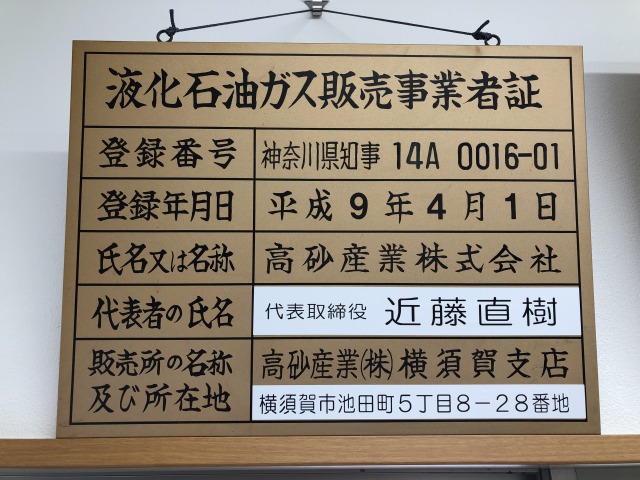 液化石油ガス販売事業者証
登録番号 神奈川県知事 14A 0016-01
登録年月日 平成9年4月1日
氏名又は名称 高砂産業株式会社
代表者の氏名 代表取締役 近藤直樹
販売所の名称 高砂産業(株)横須賀支店
及び所在地 横須賀市池田町5丁目8-28番地